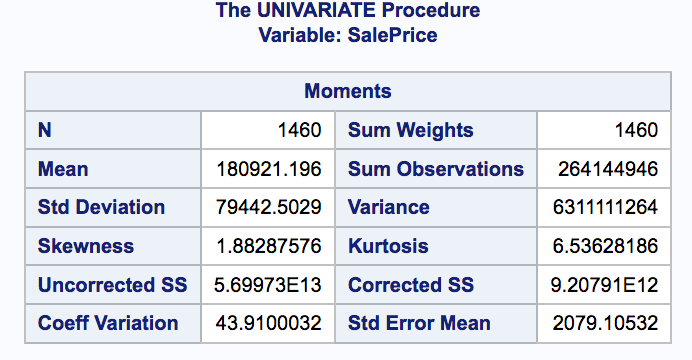 The UNIVARIATE Procedure
Variable: SalePrice
Moments
N 1460 Sum Weights 1460
Mean 180921.196 Sum Observations 264144946
Std Deviation 79442.5029 Variance 6311111264
Skewness 1.88287576 Kurtosis 6.53628186
Uncorrected SS 5.69973E13 Corrected SS 9.20791E12
Coeff Variation 43.9100032 Std Error Mean 2079.10532